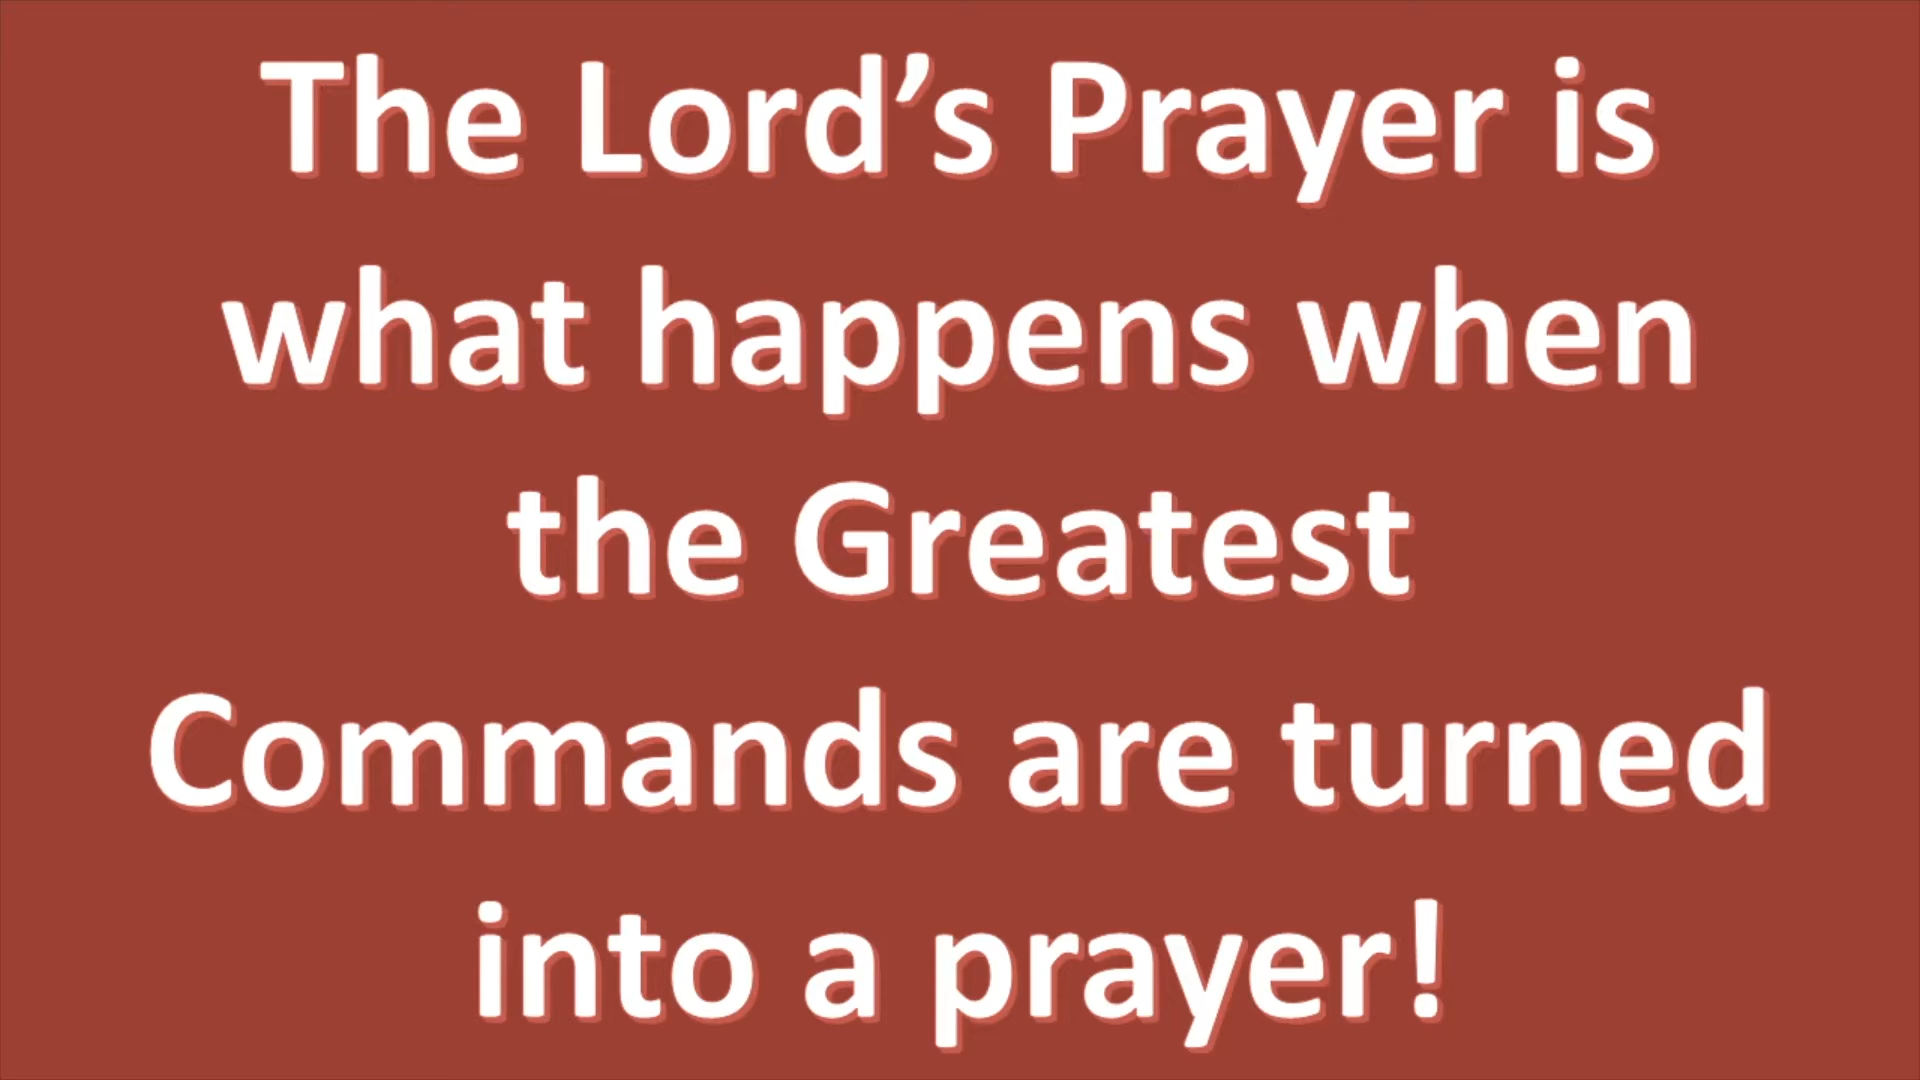 The Lord’s Prayer is
what happens when
the Greatest
Commands are turned
into a prayer!